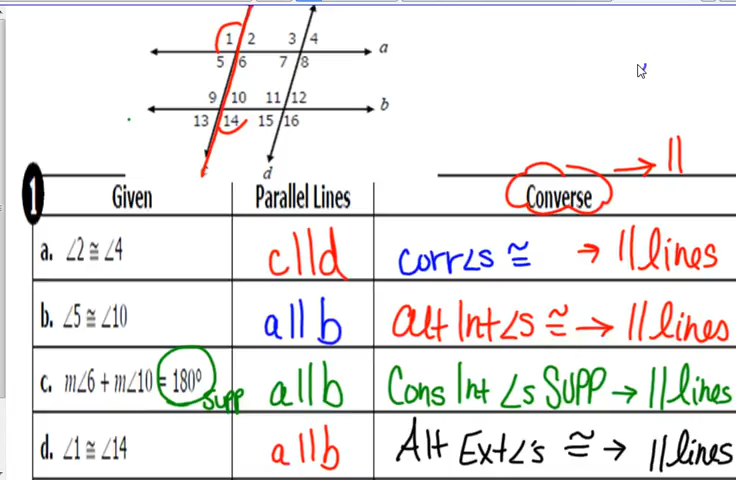 1 2 3 4 a
5 6 7 8
9 10 11 12 b
13 14 15 16
d
→ ||
1 Given Parallel Lines Converse
a. ∠2 ≅ ∠4 c||d corr∠s ≅ → || lines
b. ∠5 ≅ ∠10 a||b alt Int ∠s ≅ → || lines
c. m∠6 + m∠10 = 180° supp a||b Cons Int ∠s SUPP → || lines
d. ∠1 ≅ ∠14 a||b Alt Ext∠'s ≅ → || lines